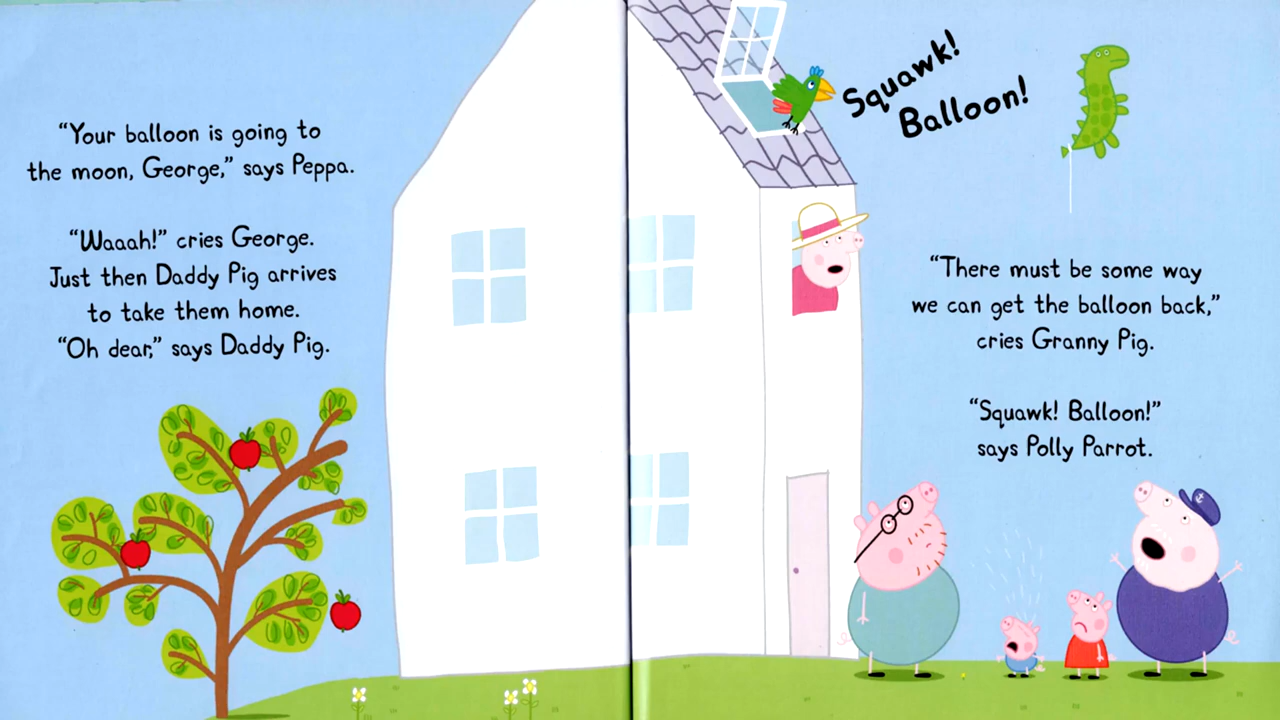 “Your balloon is going to
the moon, George,” says Peppa.
“Waaah!” cries George.
Just then Daddy Pig arrives
to take them home.
“Oh dear,” says Daddy Pig.
Squawk!
Balloon!
“There must be some way
we can get the balloon back,”
cries Granny Pig.
“Squawk! Balloon!”
says Polly Parrot.